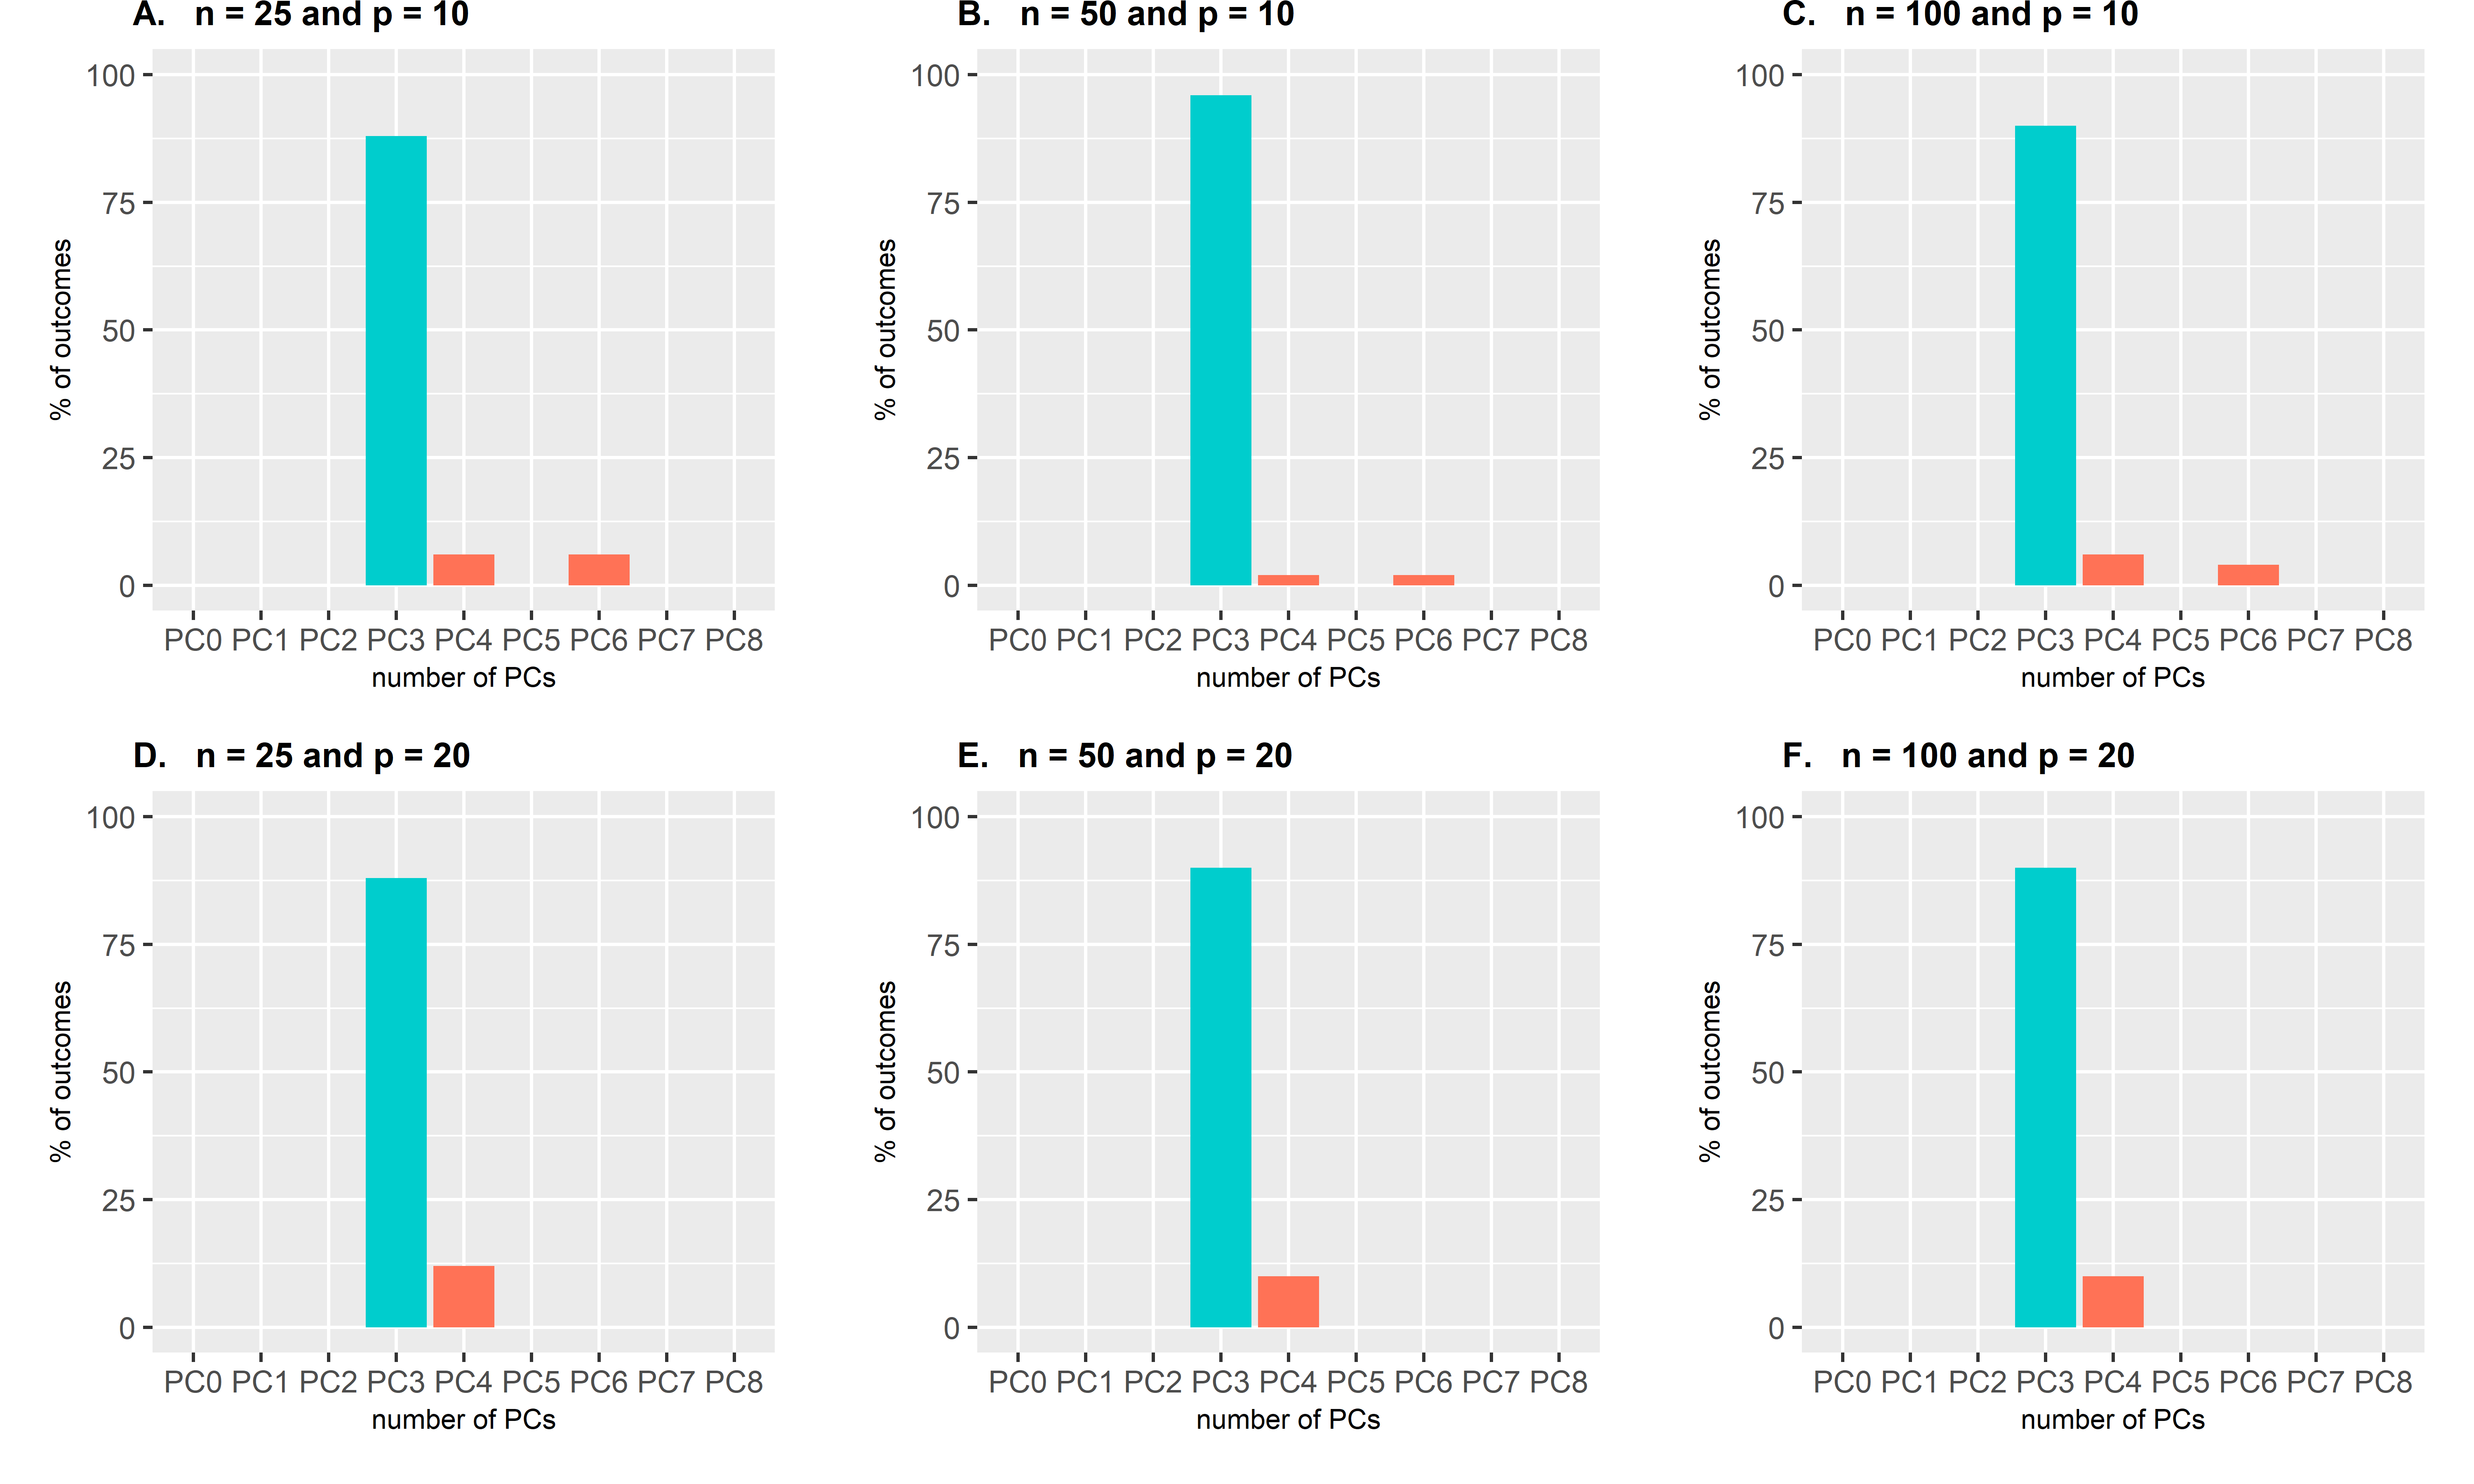 A. n = 25 and p = 10
100
75
50
25
0
% of outcomes
PC0 PC1 PC2 PC3 PC4 PC5 PC6 PC7 PC8
number of PCs
B. n = 50 and p = 10
100
75
50
25
0
% of outcomes
PC0 PC1 PC2 PC3 PC4 PC5 PC6 PC7 PC8
number of PCs
C. n = 100 and p = 10
100
75
50
25
0
% of outcomes
PC0 PC1 PC2 PC3 PC4 PC5 PC6 PC7 PC8
number of PCs
D. n = 25 and p = 20
100
75
50
25
0
% of outcomes
PC0 PC1 PC2 PC3 PC4 PC5 PC6 PC7 PC8
number of PCs
E. n = 50 and p = 20
100
75
50
25
0
% of outcomes
PC0 PC1 PC2 PC3 PC4 PC5 PC6 PC7 PC8
number of PCs
F. n = 100 and p = 20
100
75
50
25
0
% of outcomes
PC0 PC1 PC2 PC3 PC4 PC5 PC6 PC7 PC8
number of PCs